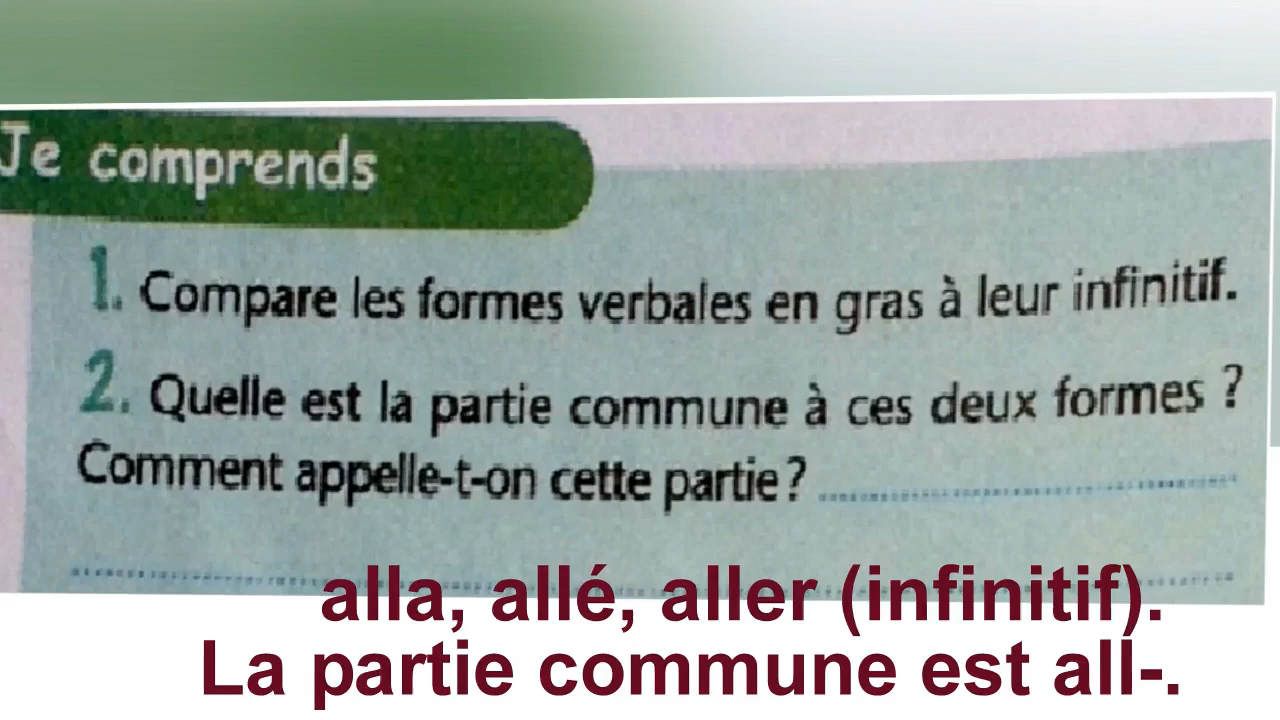 Je comprends
1. Compare les formes verbales en gras à leur infinitif.
2. Quelle est la partie commune à ces deux formes ?
Comment appelle-t-on cette partie ?
alla, allé, aller (infinitif).
La partie commune est all-.